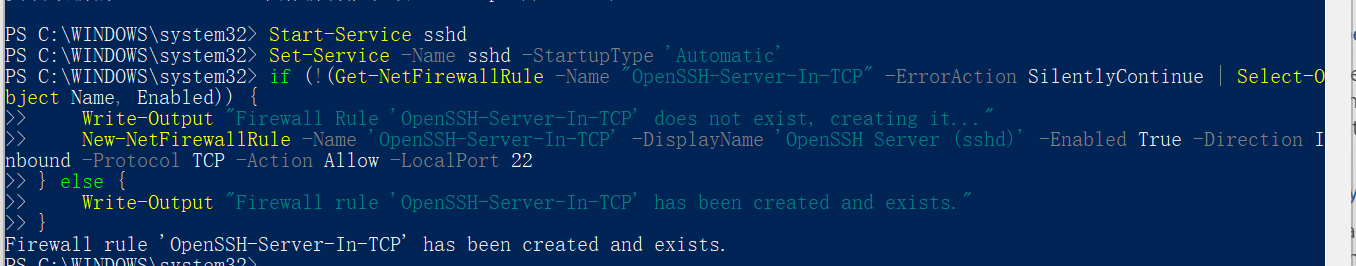 PS C:\WINDOWS\system32> Start-Service sshd
PS C:\WINDOWS\system32> Set-Service -Name sshd -StartupType 'Automatic'
PS C:\WINDOWS\system32> if (!(Get-NetFirewallRule -Name "OpenSSH-Server-In-TCP" -ErrorAction SilentlyContinue | Select-O
bject Name, Enabled)) {
>>     Write-Output "Firewall Rule 'OpenSSH-Server-In-TCP' does not exist, creating it..."
>>     New-NetFirewallRule -Name 'OpenSSH-Server-In-TCP' -DisplayName 'OpenSSH Server (sshd)' -Enabled True -Direction I
nbound -Protocol TCP -Action Allow -LocalPort 22
>> } else {
>>     Write-Output "Firewall rule 'OpenSSH-Server-In-TCP' has been created and exists."
>> }
Firewall rule 'OpenSSH-Server-In-TCP' has been created and exists.
PS C:\WINDOWS\system32>